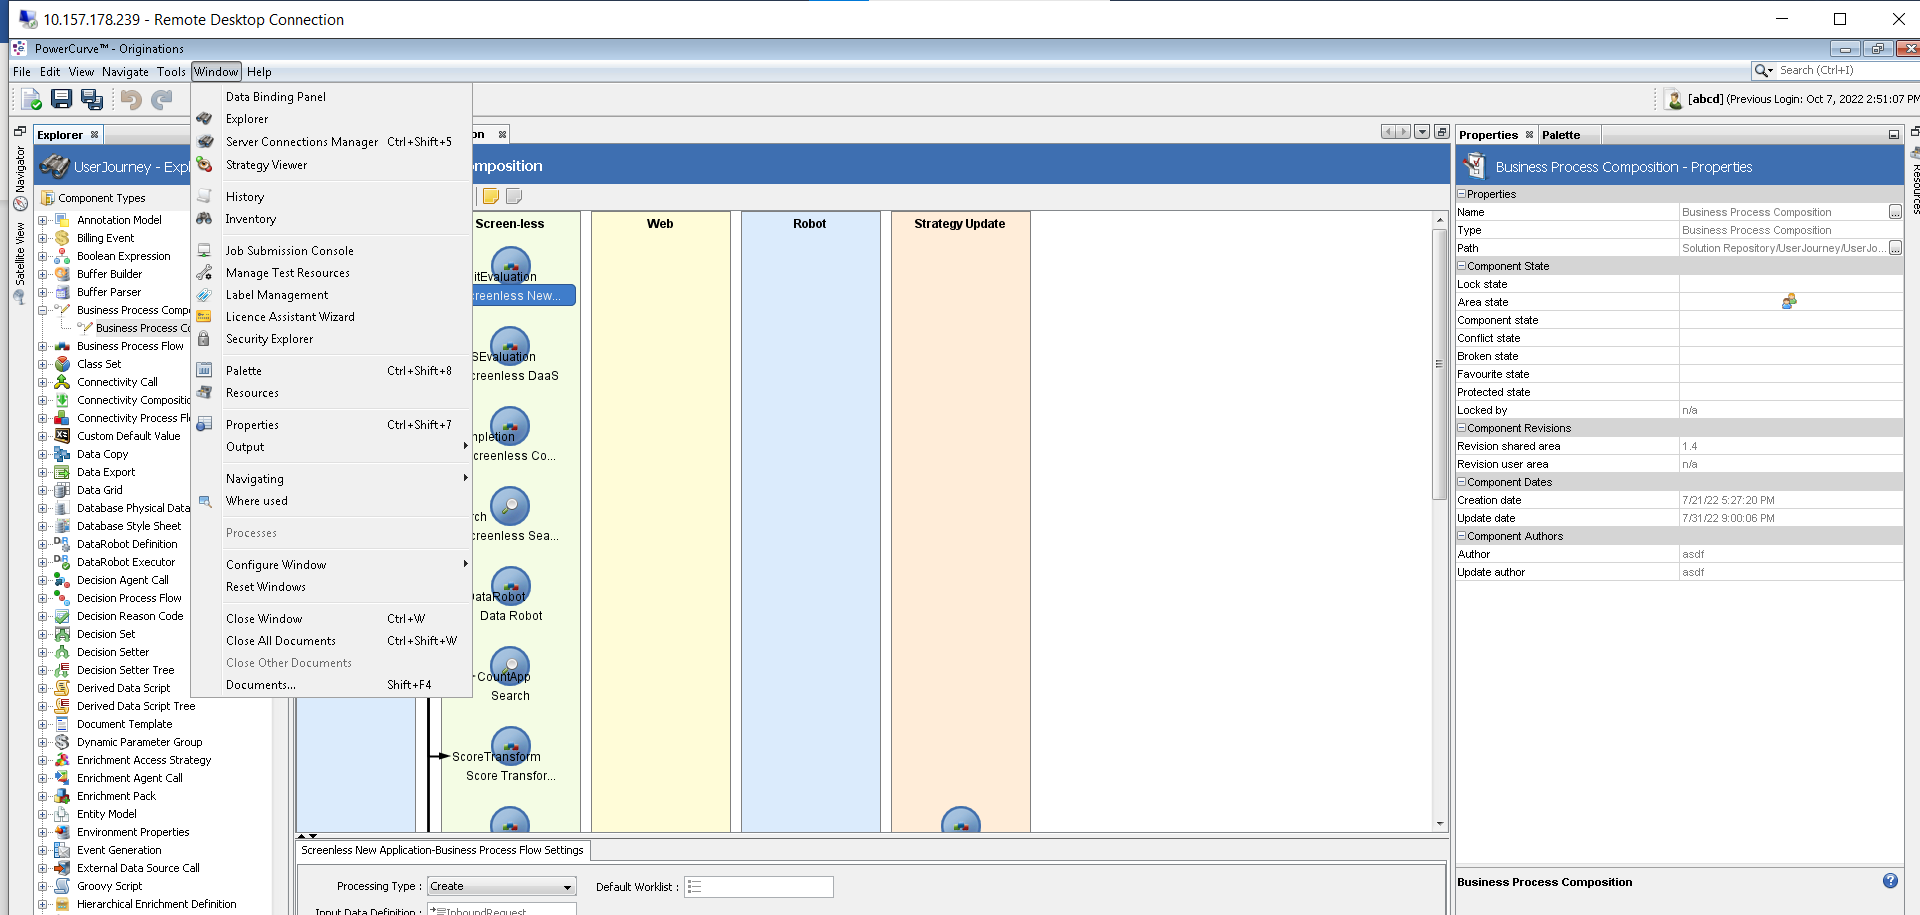 10.157.178.239 - Remote Desktop Connection
PowerCurve™ - Originations
File Edit View Navigate Tools Window Help
Search (Ctrl+I)
[abcd] (Previous Login: Oct 7, 2022 2:51:07 PM
Navigator
Satellite View
Explorer
UserJourney - Expl
Component Types
Annotation Model
Billing Event
Boolean Expression
Buffer Builder
Buffer Parser
Business Process Compo
Business Process Co
Business Process Flow
Class Set
Connectivity Call
Connectivity Compositio
Connectivity Process Fl
Custom Default Value
Data Copy
Data Export
Data Grid
Database Physical Data
Database Style Sheet
DataRobot Definition
DataRobot Executor
Decision Agent Call
Decision Process Flow
Decision Reason Code
Decision Set
Decision Setter
Decision Setter Tree
Derived Data Script
Derived Data Script Tree
Document Template
Dynamic Parameter Group
Enrichment Access Strategy
Enrichment Agent Call
Enrichment Pack
Entity Model
Environment Properties
Event Generation
External Data Source Call
Groovy Script
Hierarchical Enrichment Definition
Data Binding Panel
Explorer
Server Connections Manager Ctrl+Shift+5
Strategy Viewer
History
Inventory
Job Submission Console
Manage Test Resources
Label Management
Licence Assistant Wizard
Security Explorer
Palette Ctrl+Shift+8
Resources
Properties Ctrl+Shift+7
Output
Navigating
Where used
Processes
Configure Window
Reset Windows
Close Window Ctrl+W
Close All Documents Ctrl+Shift+W
Close Other Documents
Documents... Shift+F4
on
mposition
Screen-less Web Robot Strategy Update
itEvaluation
creenless New...
SEvaluation
creenless DaaS
mpletion
creenless Co...
rch
creenless Sea...
DataRobot
Data Robot
CountApp
Search
ScoreTransform
Score Transfor...
Screenless New Application-Business Process Flow Settings
Processing Type : Create Default Worklist :
Input Data Definition : InboundRequest
Properties Palette
Business Process Composition - Properties
Properties
Name Business Process Composition ...
Type Business Process Composition
Path Solution Repository/UserJourney/UserJo... ...
Component State
Lock state
Area state
Component state
Conflict state
Broken state
Favourite state
Protected state
Locked by n/a
Component Revisions
Revision shared area 1.4
Revision user area n/a
Component Dates
Creation date 7/21/22 5:27:20 PM
Update date 7/31/22 9:00:06 PM
Component Authors
Author asdf
Update author asdf
Business Process Composition
Resources